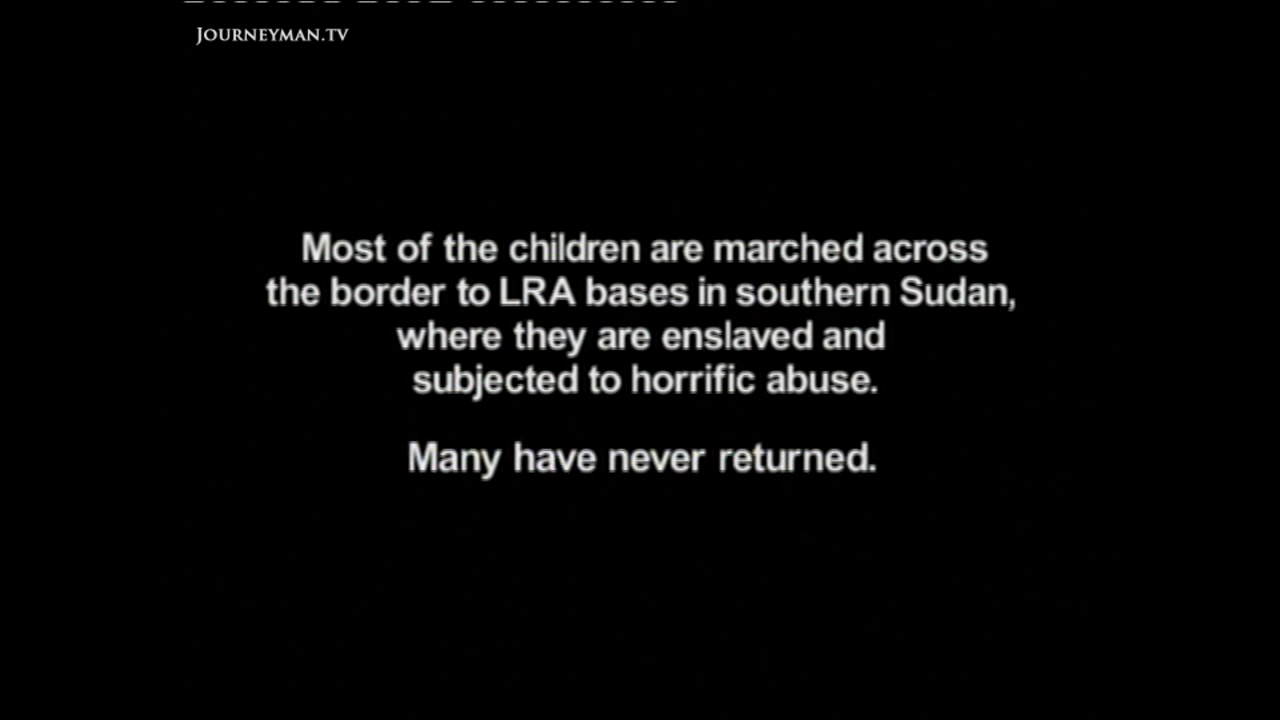 JOURNEYMAN.TV
Most of the children are marched across
the border to LRA bases in southern Sudan,
where they are enslaved and
subjected to horrific abuse.
Many have never returned.